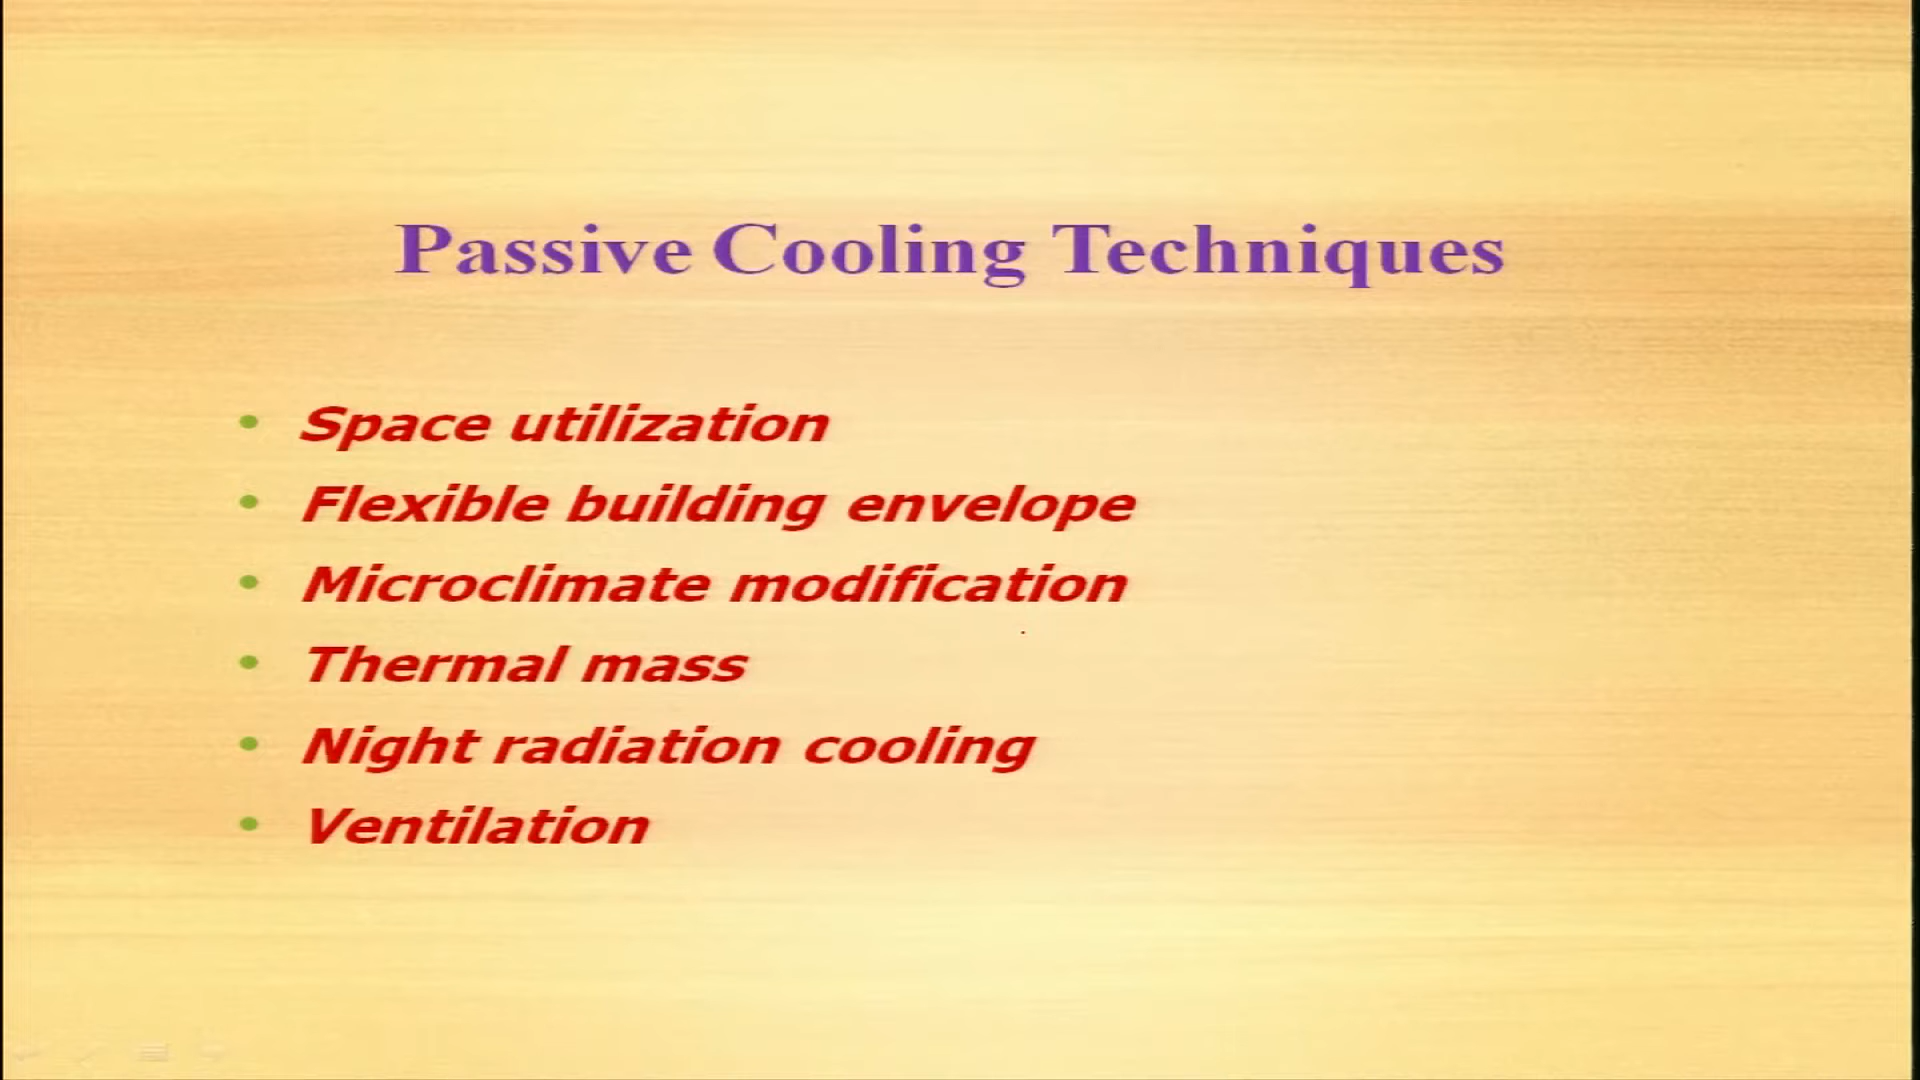 Passive Cooling Techniques
• Space utilization
• Flexible building envelope
• Microclimate modification
• Thermal mass
• Night radiation cooling
• Ventilation